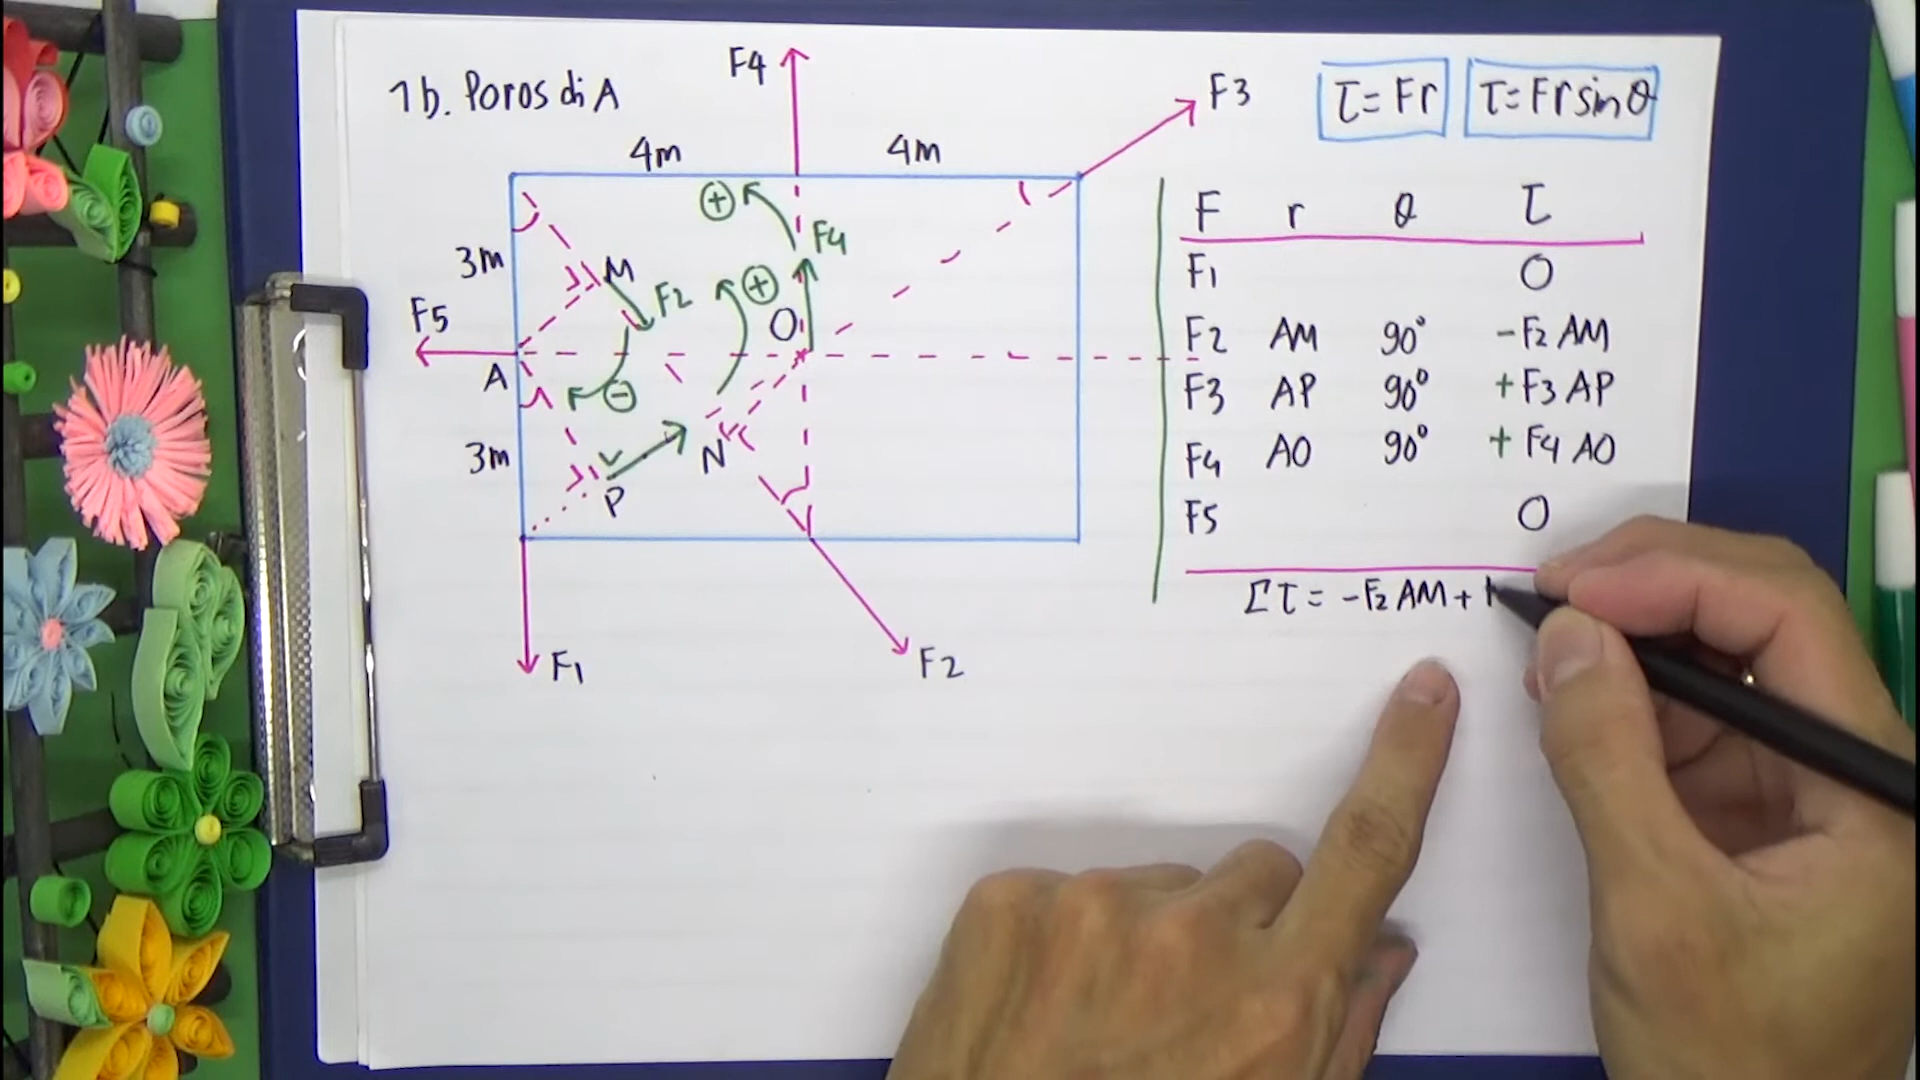 1b. Poros di A
F4
F3
τ = Fr
τ = Fr sin θ
4m
4m
+
F4
3m
M
+
F2
O
F5
A
-
3m
N
P
F1
F2
F r θ τ
F1 0
F2 AM 90° -F2 AM
F3 AP 90° + F3 AP
F4 AO 90° + F4 AO
F5 0
Στ = -F2 AM +